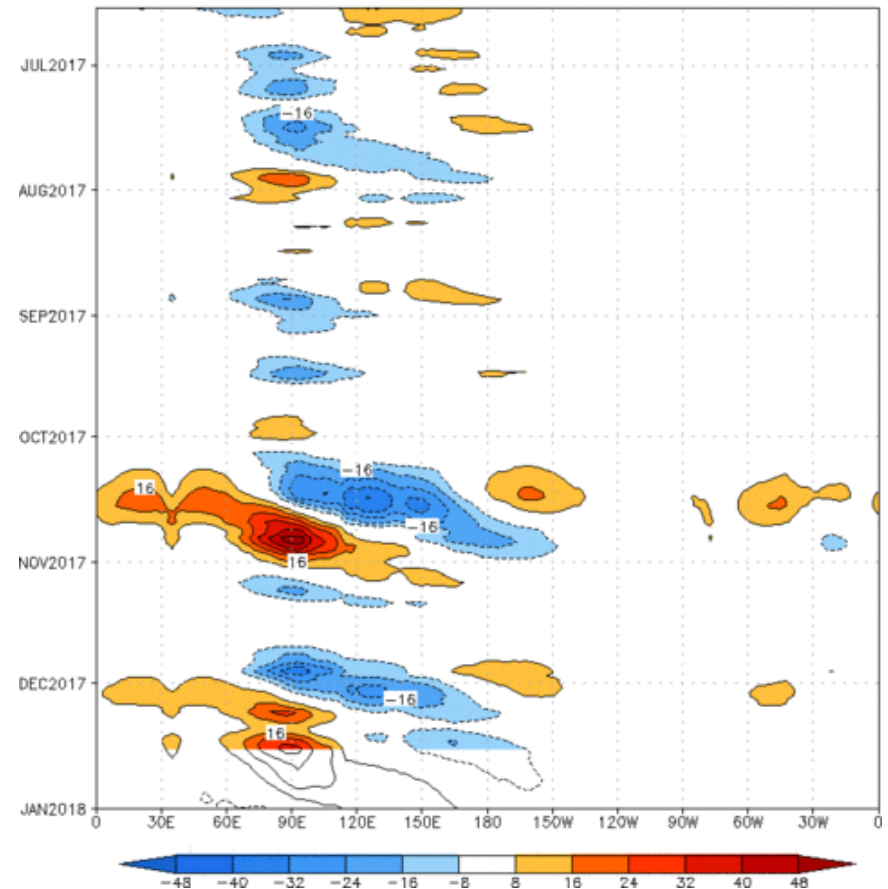 JUL2017
-16
AUG2017
SEP2017
OCT2017
16
-16
-16
16
NOV2017
DEC2017
-16
16
JAN2018
0 30E 60E 90E 120E 150E 180 150W 120W 90W 60W 30W 0
-48 -40 -32 -24 -16 -8 8 16 24 32 40 48